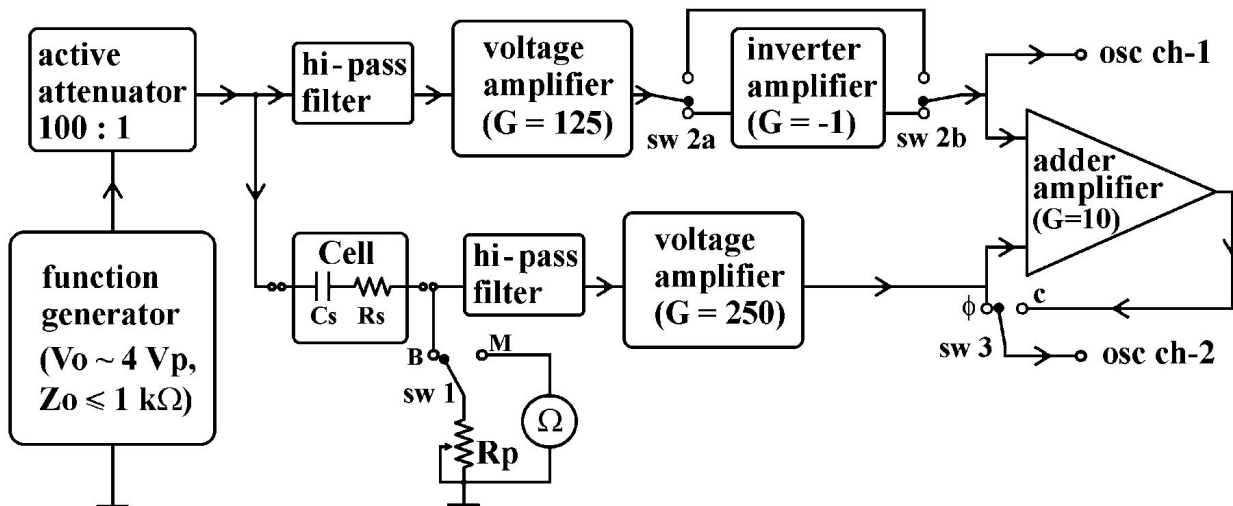 active
attenuator
100 : 1
hi-pass
filter
voltage
amplifier
(G = 125)
sw 2a
inverter
amplifier
(G = -1)
sw 2b
osc ch-1
adder
amplifier
(G=10)
function
generator
(Vo ~ 4 Vp,
Zo ⩽ 1 kΩ)
Cell
Cs
Rs
hi-pass
filter
voltage
amplifier
(G = 250)
ϕ
c
sw 3
osc ch-2
B
M
sw 1
Ω
Rp